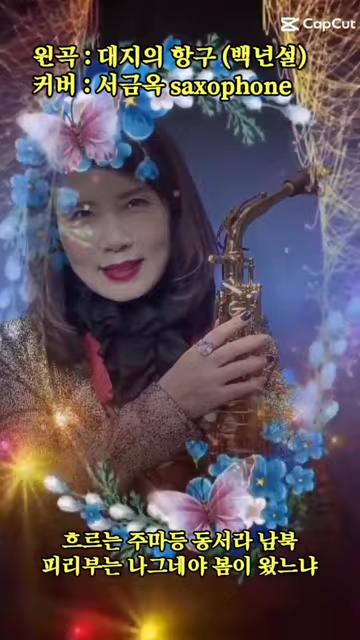 CapCut
원곡 : 대지의 항구 (백년설)
커버 : 서금옥 saxophone
흐르는 주마등 동서라 남북
피리부는 나그네야 봄이 왔느냐